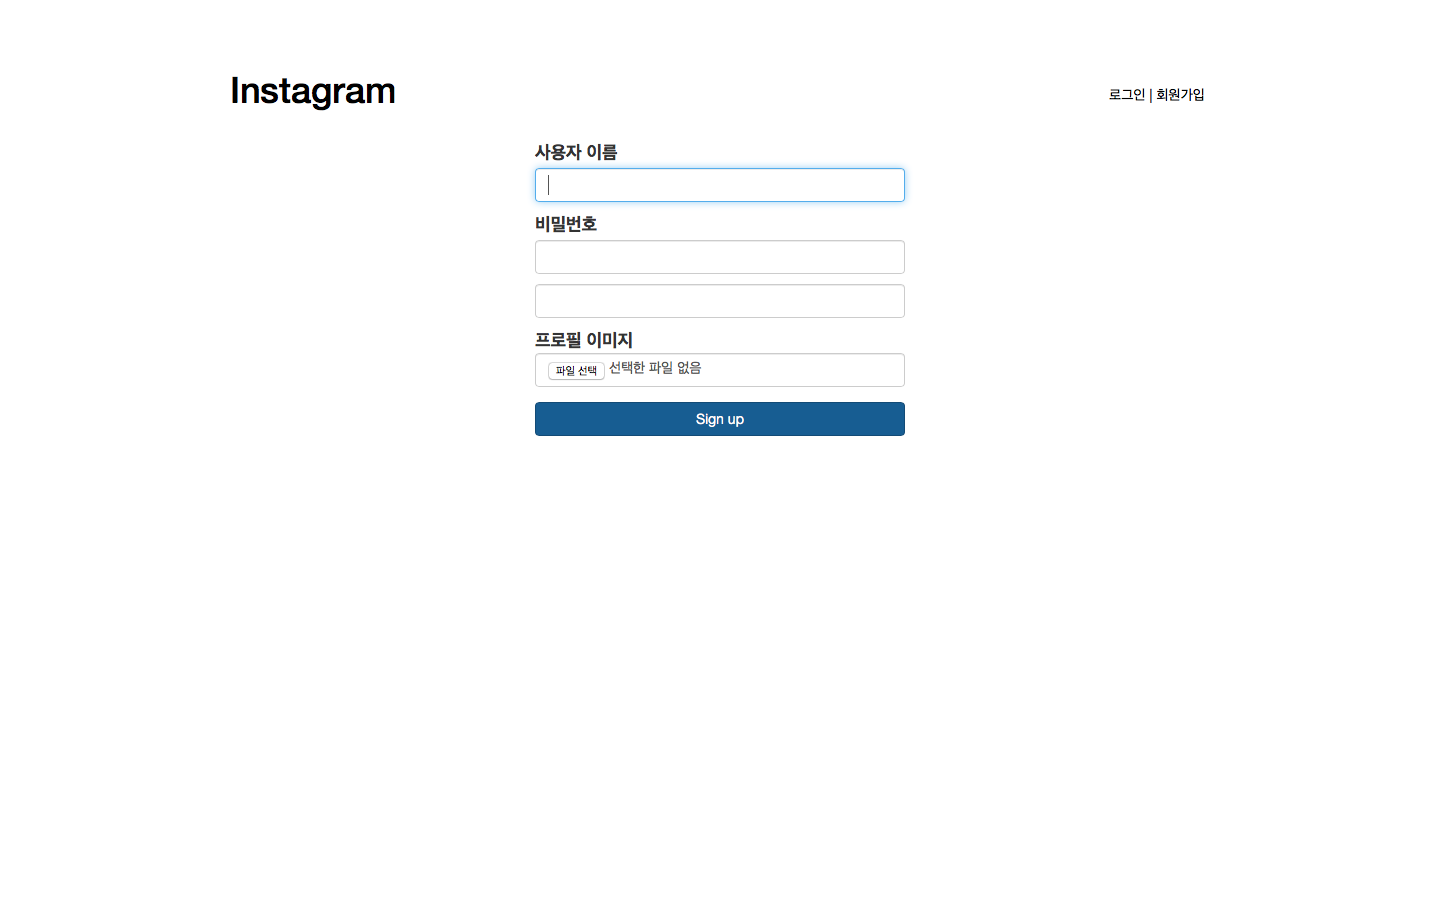 Instagram
로그인 | 회원가입
사용자 이름
비밀번호
프로필 이미지
파일 선택 선택한 파일 없음
Sign up